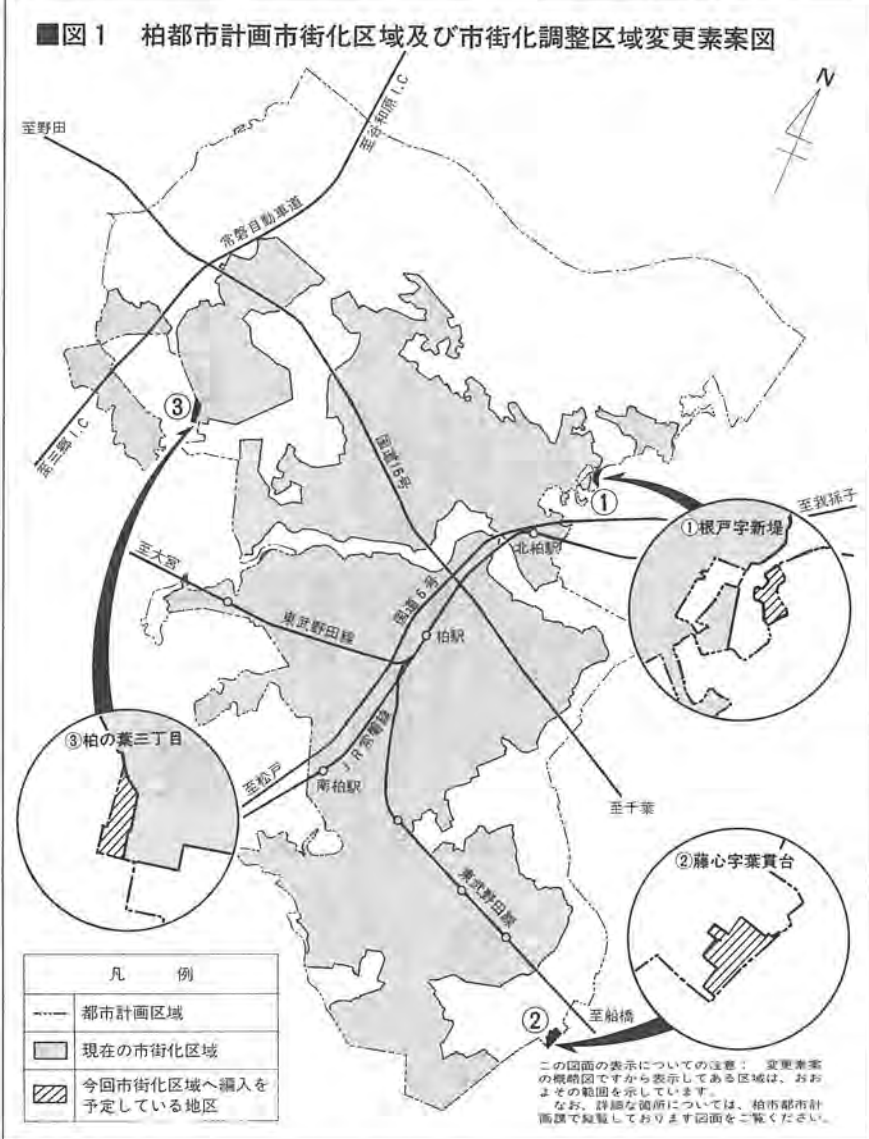 ■図1 柏都市計画市街化区域及び市街化調整区域変更素案図
N
至野田
至谷和原I.C
常磐自動車道
③
至三郷I.C
国道16号
①
至我孫子
①根戸字新堤
北柏駅
至大宮
東武野田線
国道6号
柏駅
③柏の葉三丁目
JR常磐線
至松戸
南柏駅
至千葉
②藤心字葉貫台
東武野田線
②
至船橋
凡 例
都市計画区域
現在の市街化区域
今回市街化区域へ編入を
予定している地区
この図面の表示についての注意: 変更素案
の概略図ですから表示してある区域は、おお
よその範囲を示しています。
なお、詳細な箇所については、柏市都市計
画課で縦覧しております図面をご覧ください。